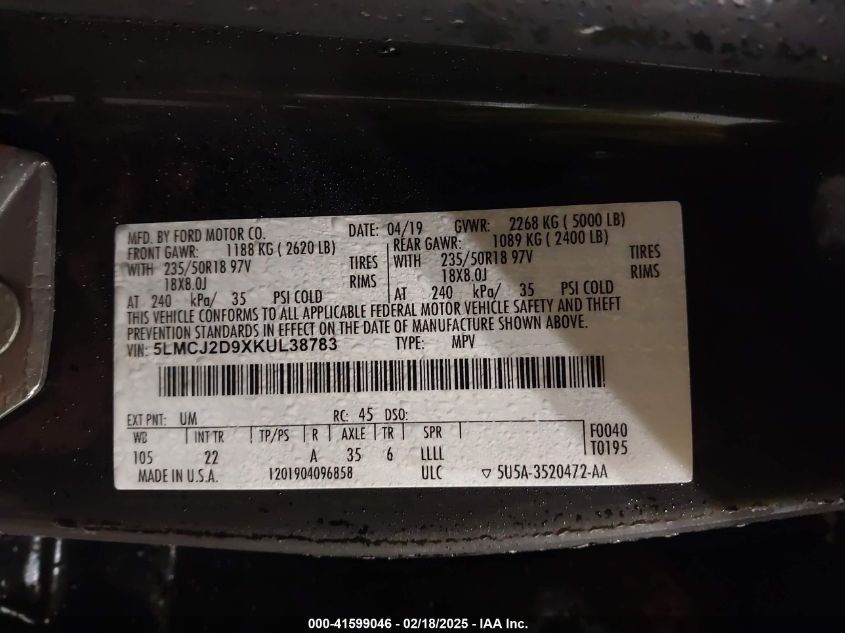 MFD. BY FORD MOTOR CO. DATE: 04/19 GVWR: 2268 KG ( 5000 LB)
FRONT GAWR: 1188 KG ( 2620 LB) REAR GAWR: 1089 KG ( 2400 LB)
WITH 235/50R18 97V TIRES WITH 235/50R18 97V TIRES
18X8.0J RIMS 18X8.0J RIMS
AT 240 kPa/ 35 PSI COLD AT 240 kPa/ 35 PSI COLD
THIS VEHICLE CONFORMS TO ALL APPLICABLE FEDERAL MOTOR VEHICLE SAFETY AND THEFT
PREVENTION STANDARDS IN EFFECT ON THE DATE OF MANUFACTURE SHOWN ABOVE.
VIN: 5LMCJ2D9XKUL38783 TYPE: MPV
EXT PNT: UM RC: 45 DSO:
WB INT TR TP/PS R AXLE TR SPR F0040
105 22 A 35 6 LLLL T0195
MADE IN U.S.A. 1201904096858 ULC ▽ 5U5A-3520472-AA
000-41599046 — 02/18/2025 — IAA Inc.